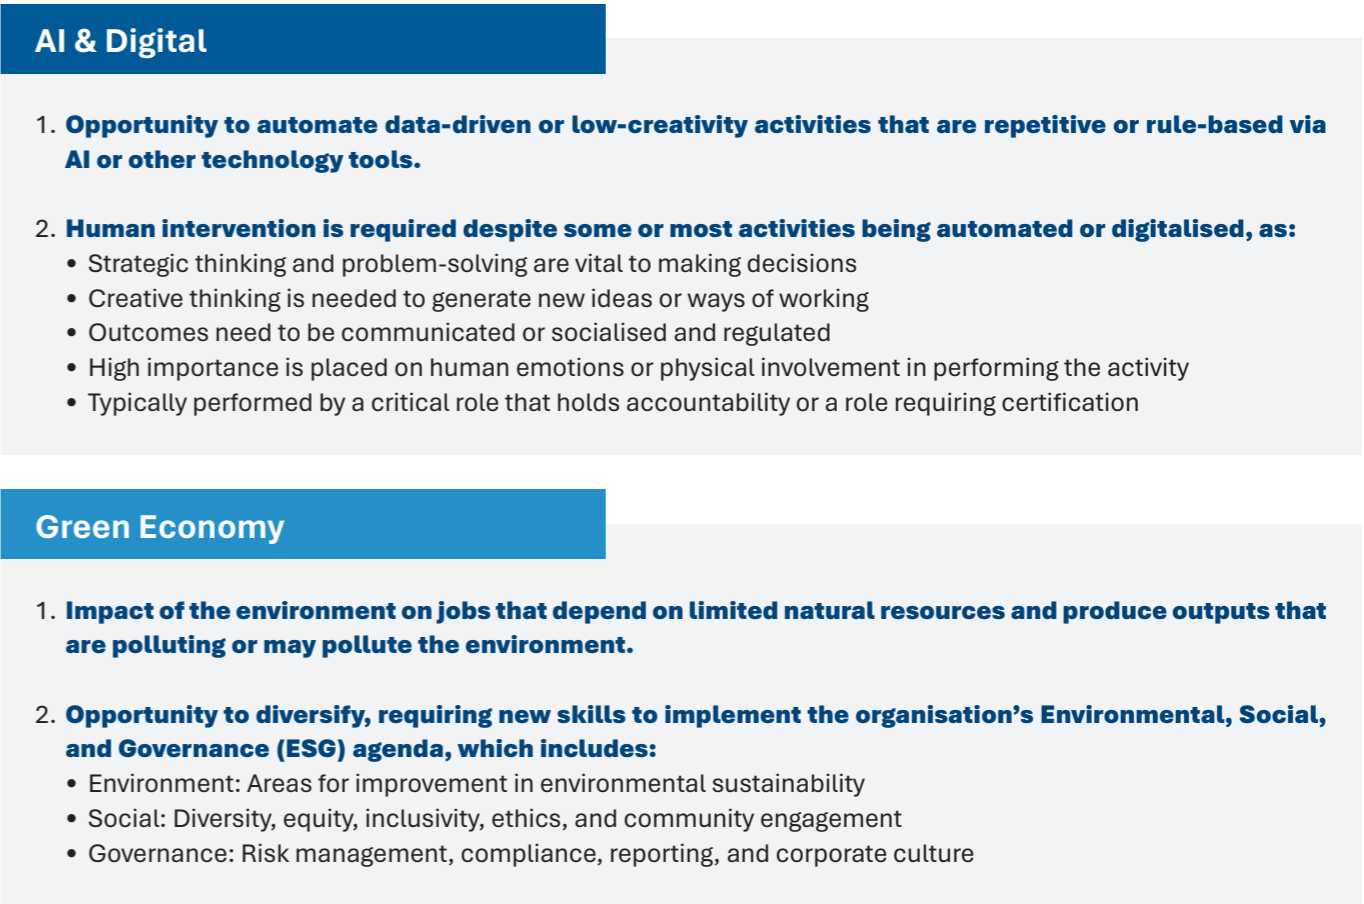 AI & Digital
1. Opportunity to automate data-driven or low-creativity activities that are repetitive or rule-based via
AI or other technology tools.
2. Human intervention is required despite some or most activities being automated or digitalised, as:
• Strategic thinking and problem-solving are vital to making decisions
• Creative thinking is needed to generate new ideas or ways of working
• Outcomes need to be communicated or socialised and regulated
• High importance is placed on human emotions or physical involvement in performing the activity
• Typically performed by a critical role that holds accountability or a role requiring certification
Green Economy
1. Impact of the environment on jobs that depend on limited natural resources and produce outputs that
are polluting or may pollute the environment.
2. Opportunity to diversify, requiring new skills to implement the organisation’s Environmental, Social,
and Governance (ESG) agenda, which includes:
• Environment: Areas for improvement in environmental sustainability
• Social: Diversity, equity, inclusivity, ethics, and community engagement
• Governance: Risk management, compliance, reporting, and corporate culture